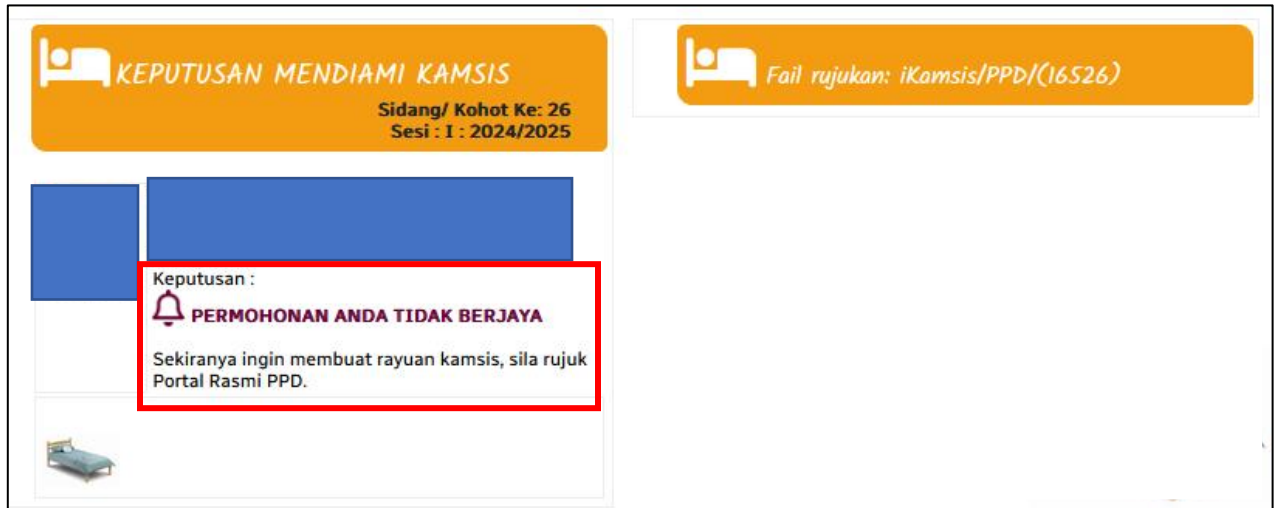 KEPUTUSAN MENDIAMI KAMSIS
Sidang/ Kohot Ke: 26
Sesi : I : 2024/2025
Fail rujukan: iKamsis/PPD/(16526)
Keputusan :
PERMOHONAN ANDA TIDAK BERJAYA
Sekiranya ingin membuat rayuan kamsis, sila rujuk
Portal Rasmi PPD.